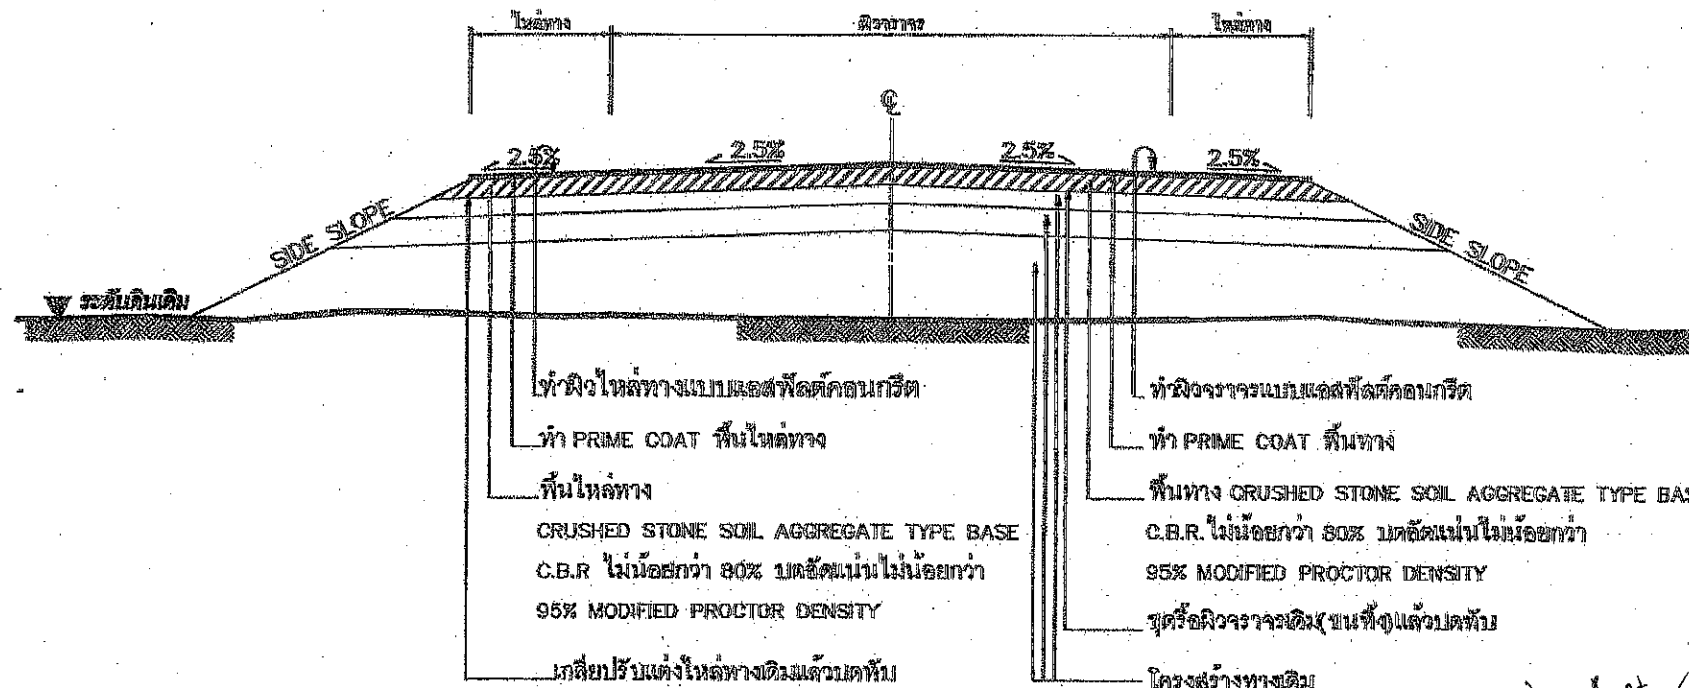 ไหล่ทาง ผิวจราจร ไหล่ทาง
℄
2.5% 2.5% 2.5% 2.5%
SIDE SLOPE SIDE SLOPE
ระดับดินเดิม
ทำผิวไหล่ทางแบบแอสฟัลต์คอนกรีต
ทำ PRIME COAT พื้นไหล่ทาง
พื้นไหล่ทาง
CRUSHED STONE SOIL AGGREGATE TYPE BASE
C.B.R ไม่น้อยกว่า 80% บดอัดแน่นไม่น้อยกว่า
95% MODIFIED PROCTOR DENSITY
เกลี่ยปรับแต่งไหล่ทางเดิมแล้วบดทับ
ทำผิวจราจรแบบแอสฟัลต์คอนกรีต
ทำ PRIME COAT พื้นทาง
พื้นทาง CRUSHED STONE SOIL AGGREGATE TYPE BAS
C.B.R. ไม่น้อยกว่า 80% บดอัดแน่นไม่น้อยกว่า
95% MODIFIED PROCTOR DENSITY
ขุดรื้อผิวจราจรเดิม(ขนทิ้ง)แล้วบดทับ
โครงสร้างทางเดิม